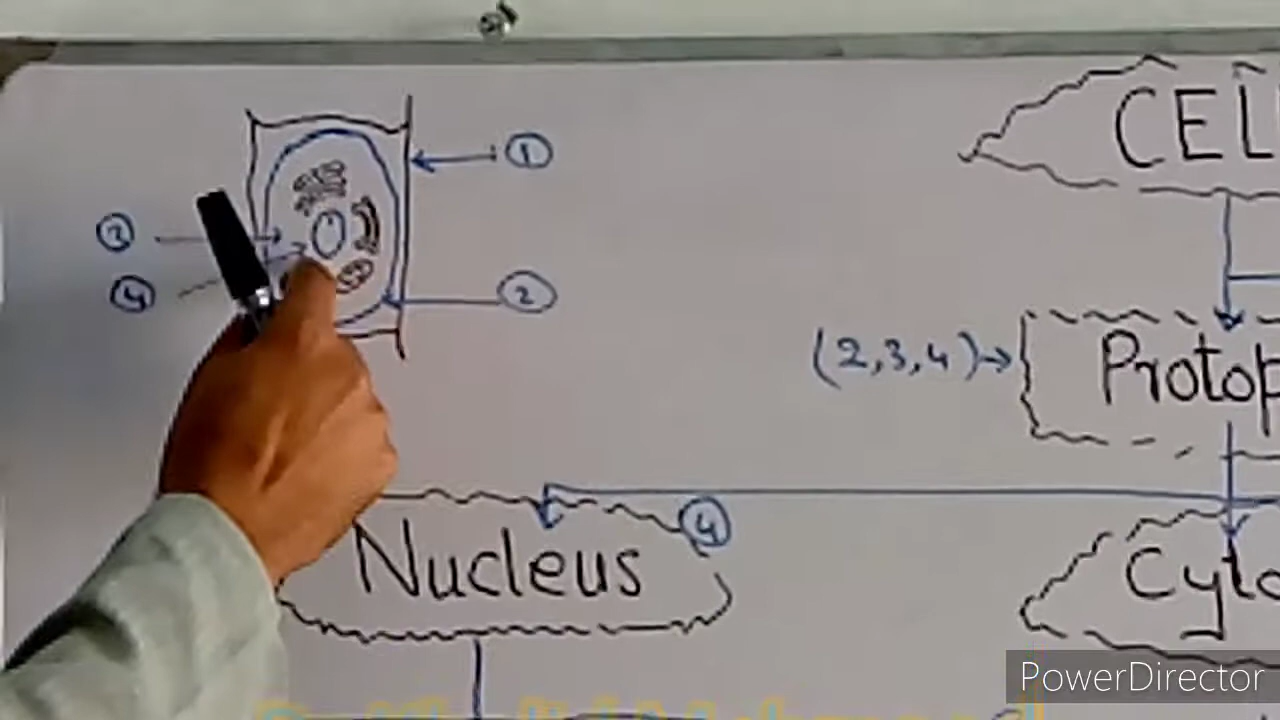 CEL
1
3
4
2
(2,3,4)→
Protop
4
Nucleus
Cyto
PowerDirector